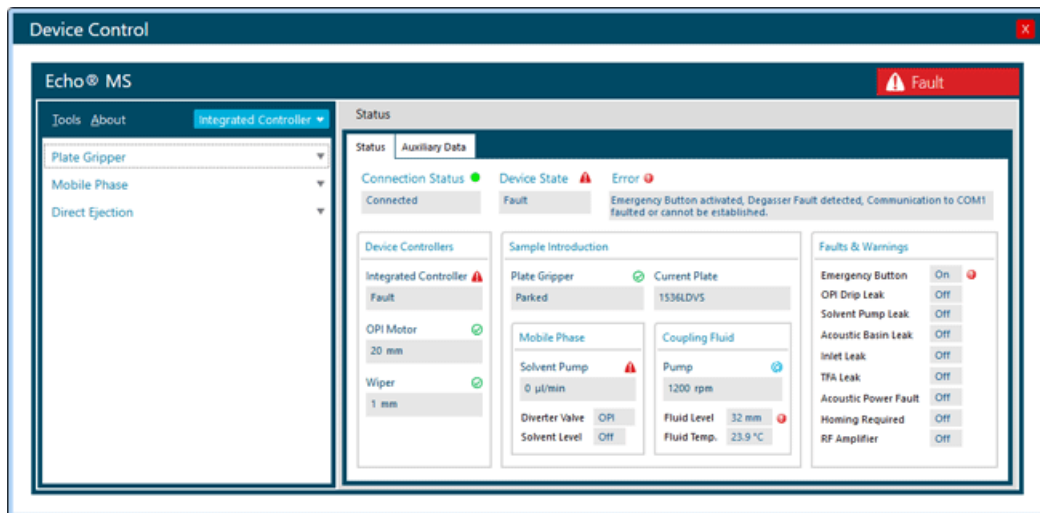 Device Control
X
Echo® MS
Fault
Tools About
Integrated Controller
Plate Gripper
Mobile Phase
Direct Ejection
Status
Status
Auxiliary Data
Connection Status
Connected
Device State
Fault
Error
Emergency Button activated, Degasser Fault detected, Communication to COM1
faulted or cannot be established.
Device Controllers
Integrated Controller
Fault
OPI Motor
20 mm
Wiper
1 mm
Sample Introduction
Plate Gripper
Parked
Current Plate
1536LDVS
Mobile Phase
Solvent Pump
0 µl/min
Diverter Valve OPI
Solvent Level Off
Coupling Fluid
Pump
1200 rpm
Fluid Level 32 mm
Fluid Temp. 23.9 °C
Faults & Warnings
Emergency Button On
OPI Drip Leak Off
Solvent Pump Leak Off
Acoustic Basin Leak Off
Inlet Leak Off
TFA Leak Off
Acoustic Power Fault Off
Homing Required Off
RF Amplifier Off